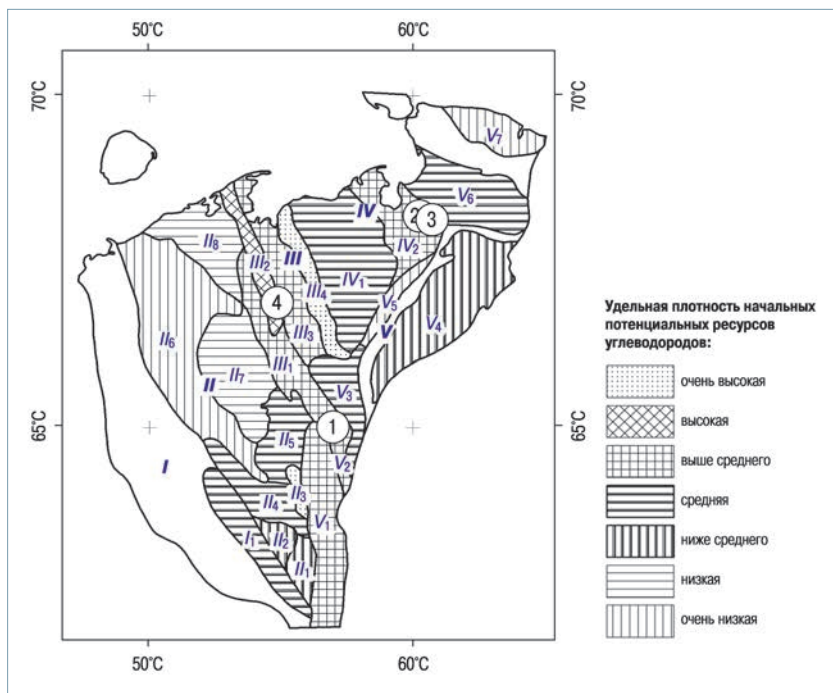 50°C 60°C
70°C 70°C
V7
V6
2 3
IV
II8 III2 III IV2
III4 IV1
4 V5
II6 III3 V V4
III1
II7
II V3
65°C 1 65°C
II5
I V2
II3
II4 V1
I1 II2
II1
50°C 60°C
Удельная плотность начальных
потенциальных ресурсов
углеводородов:
очень высокая
высокая
выше среднего
средняя
ниже среднего
низкая
очень низкая